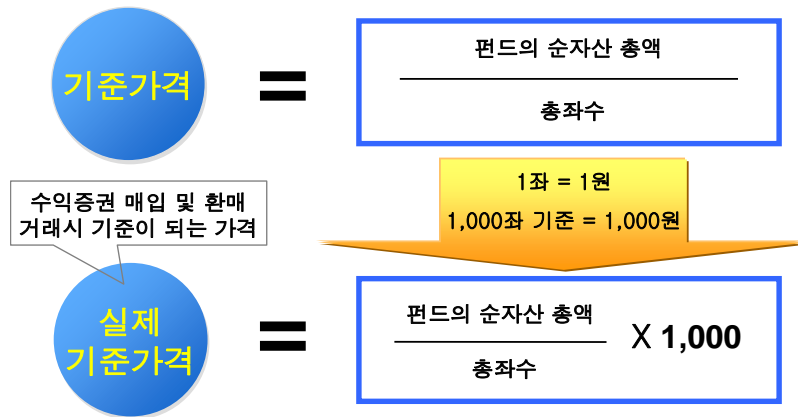 기준가격
=
펀드의 순자산 총액
총좌수
1좌 = 1원
1,000좌 기준 = 1,000원
수익증권 매입 및 환매
거래시 기준이 되는 가격
실제
기준가격
=
펀드의 순자산 총액
총좌수
X 1,000